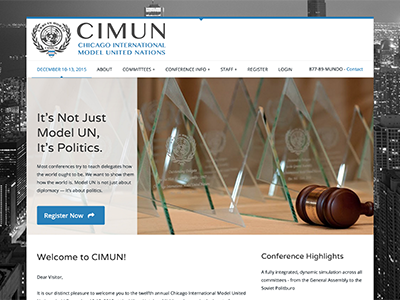 CIMUN
CHICAGO INTERNATIONAL
MODEL UNITED NATIONS
DECEMBER 10-13, 2015 ABOUT COMMITTEES + CONFERENCE INFO + STAFF + REGISTER LOGIN 877-89-MUNDO - Contact
It's Not Just
Model UN,
It's Politics.
Most conferences try to teach delegates how
the world ought to be. We want to show them
how the world is. Model UN is not just about
diplomacy — it's about politics.
Register Now
Welcome to CIMUN!
Dear Visitor,
It is our distinct pleasure to welcome you to the twelfth annual Chicago International Model United
Conference Highlights
A fully integrated, dynamic simulation across all
committees - from the General Assembly to the
Soviet Politburo